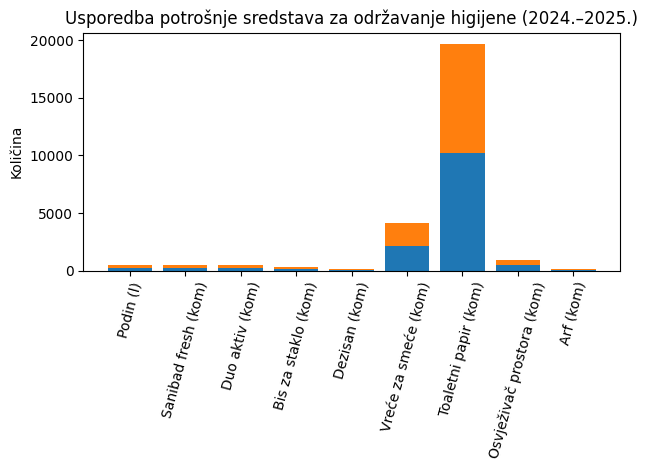 Usporedba potrošnje sredstava za održavanje higijene (2024.–2025.)
Količina
20000
15000
10000
5000
0
Podin (l)
Sanibad fresh (kom)
Duo aktiv (kom)
Bis za staklo (kom)
Dezisan (kom)
Vreće za smeće (kom)
Toaletni papir (kom)
Osvježivač prostora (kom)
Arf (kom)